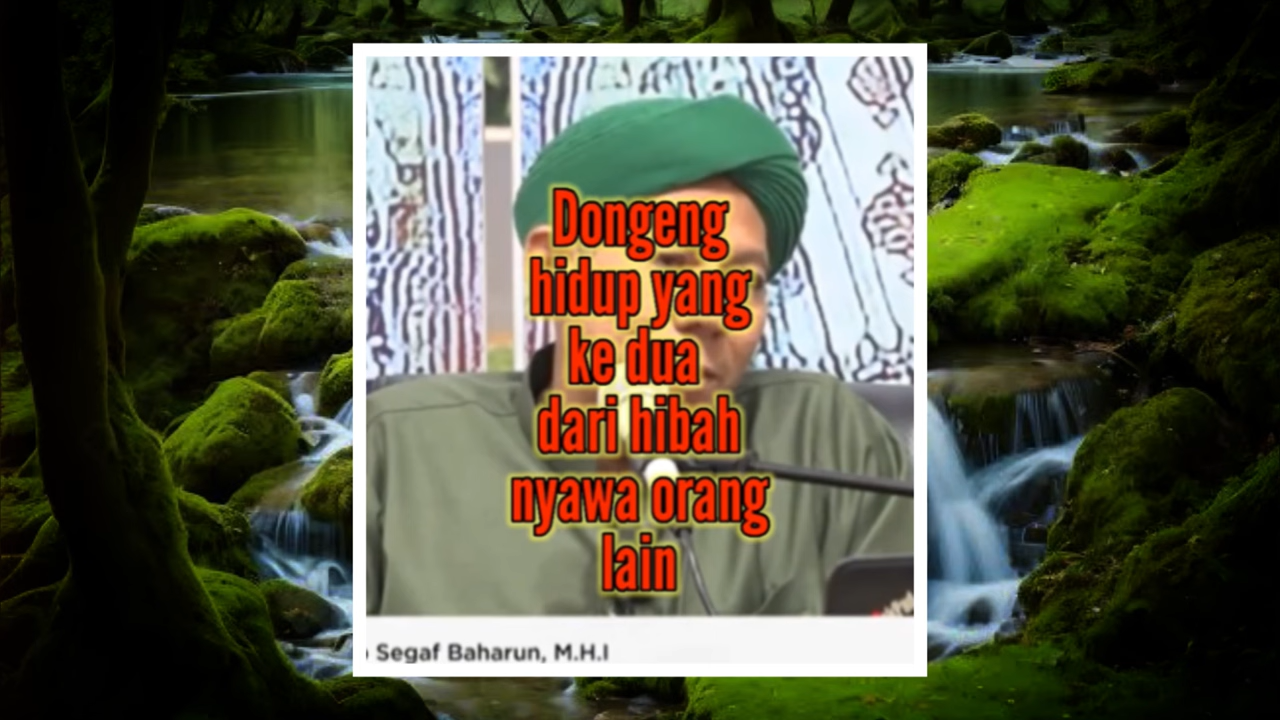 Dongeng
hidup yang
ke dua
dari hibah
nyawa orang
lain
Segaf Baharun, M.H.I